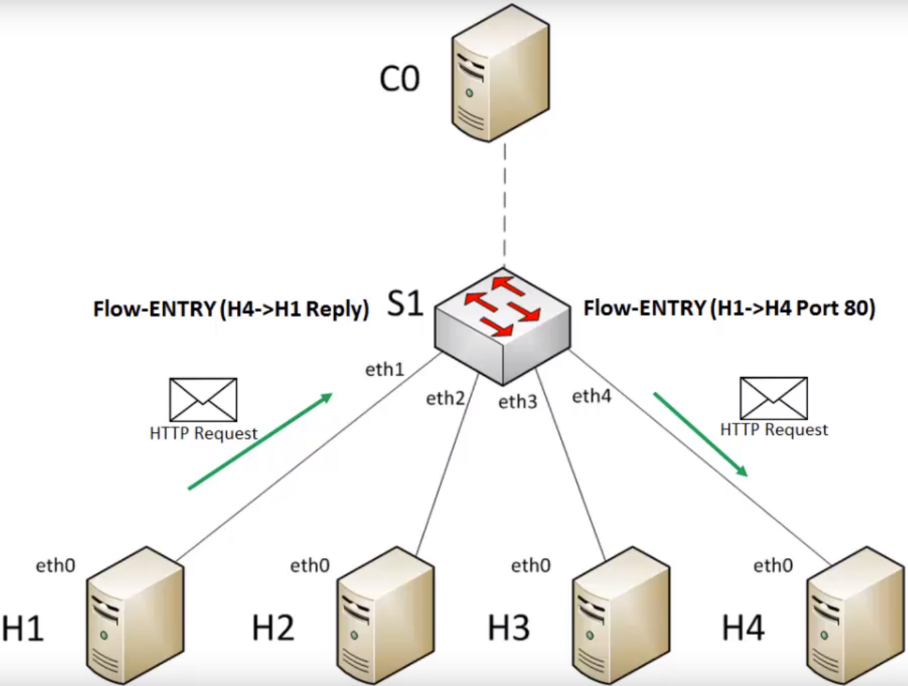 C0
Flow-ENTRY (H4->H1 Reply)
S1
Flow-ENTRY (H1->H4 Port 80)
eth1
eth2
eth3
eth4
HTTP Request
HTTP Request
eth0
eth0
eth0
eth0
H1
H2
H3
H4